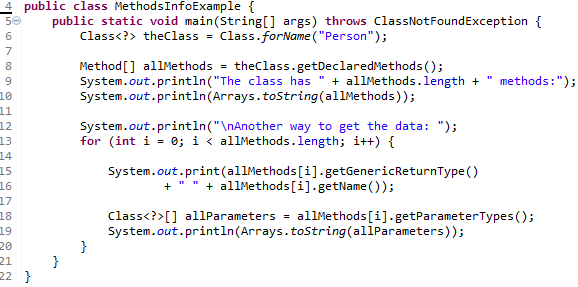 4 public class MethodsInfoExample {
5 public static void main(String[] args) throws ClassNotFoundException {
6 Class<?> theClass = Class.forName("Person");
7
8 Method[] allMethods = theClass.getDeclaredMethods();
9 System.out.println("The class has " + allMethods.length + " methods:");
10 System.out.println(Arrays.toString(allMethods));
11
12 System.out.println("\nAnother way to get the data: ");
13 for (int i = 0; i < allMethods.length; i++) {
14
15 System.out.print(allMethods[i].getGenericReturnType()
16 + " " + allMethods[i].getName());
17
18 Class<?>[] allParameters = allMethods[i].getParameterTypes();
19 System.out.println(Arrays.toString(allParameters));
20 }
21 }
22 }